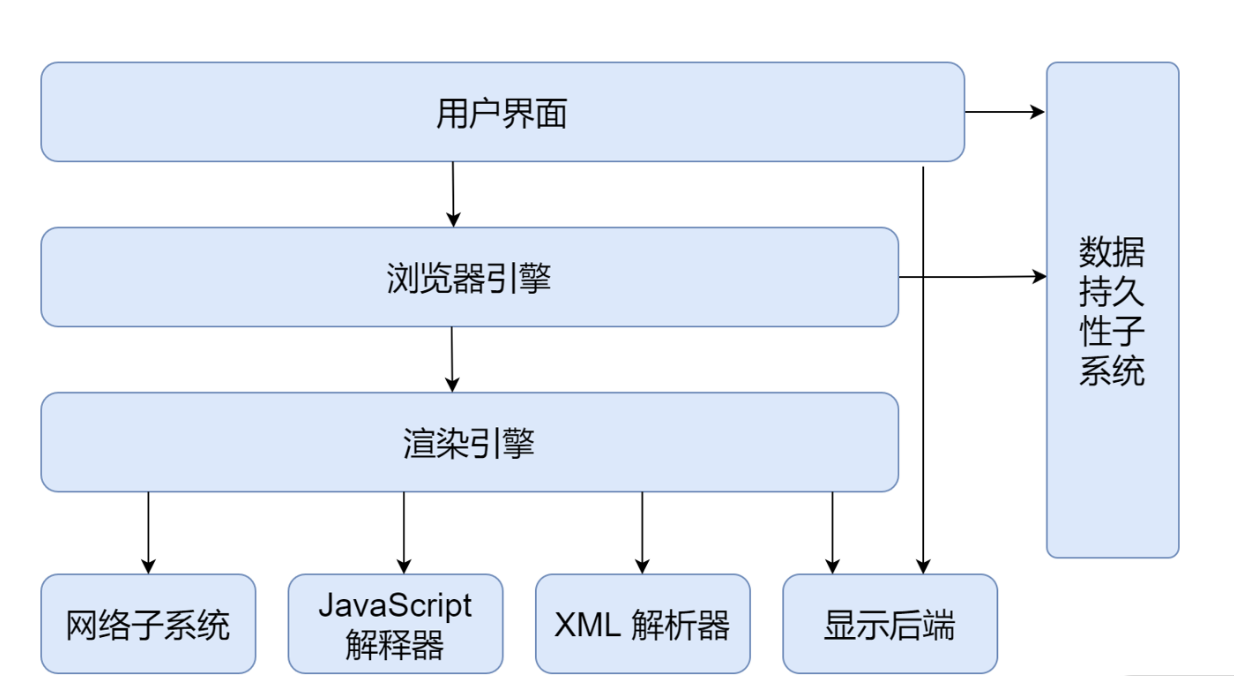 用户界面
浏览器引擎
数据
持久
性子
系统
渲染引擎
网络子系统
JavaScript
解释器
XML 解析器
显示后端